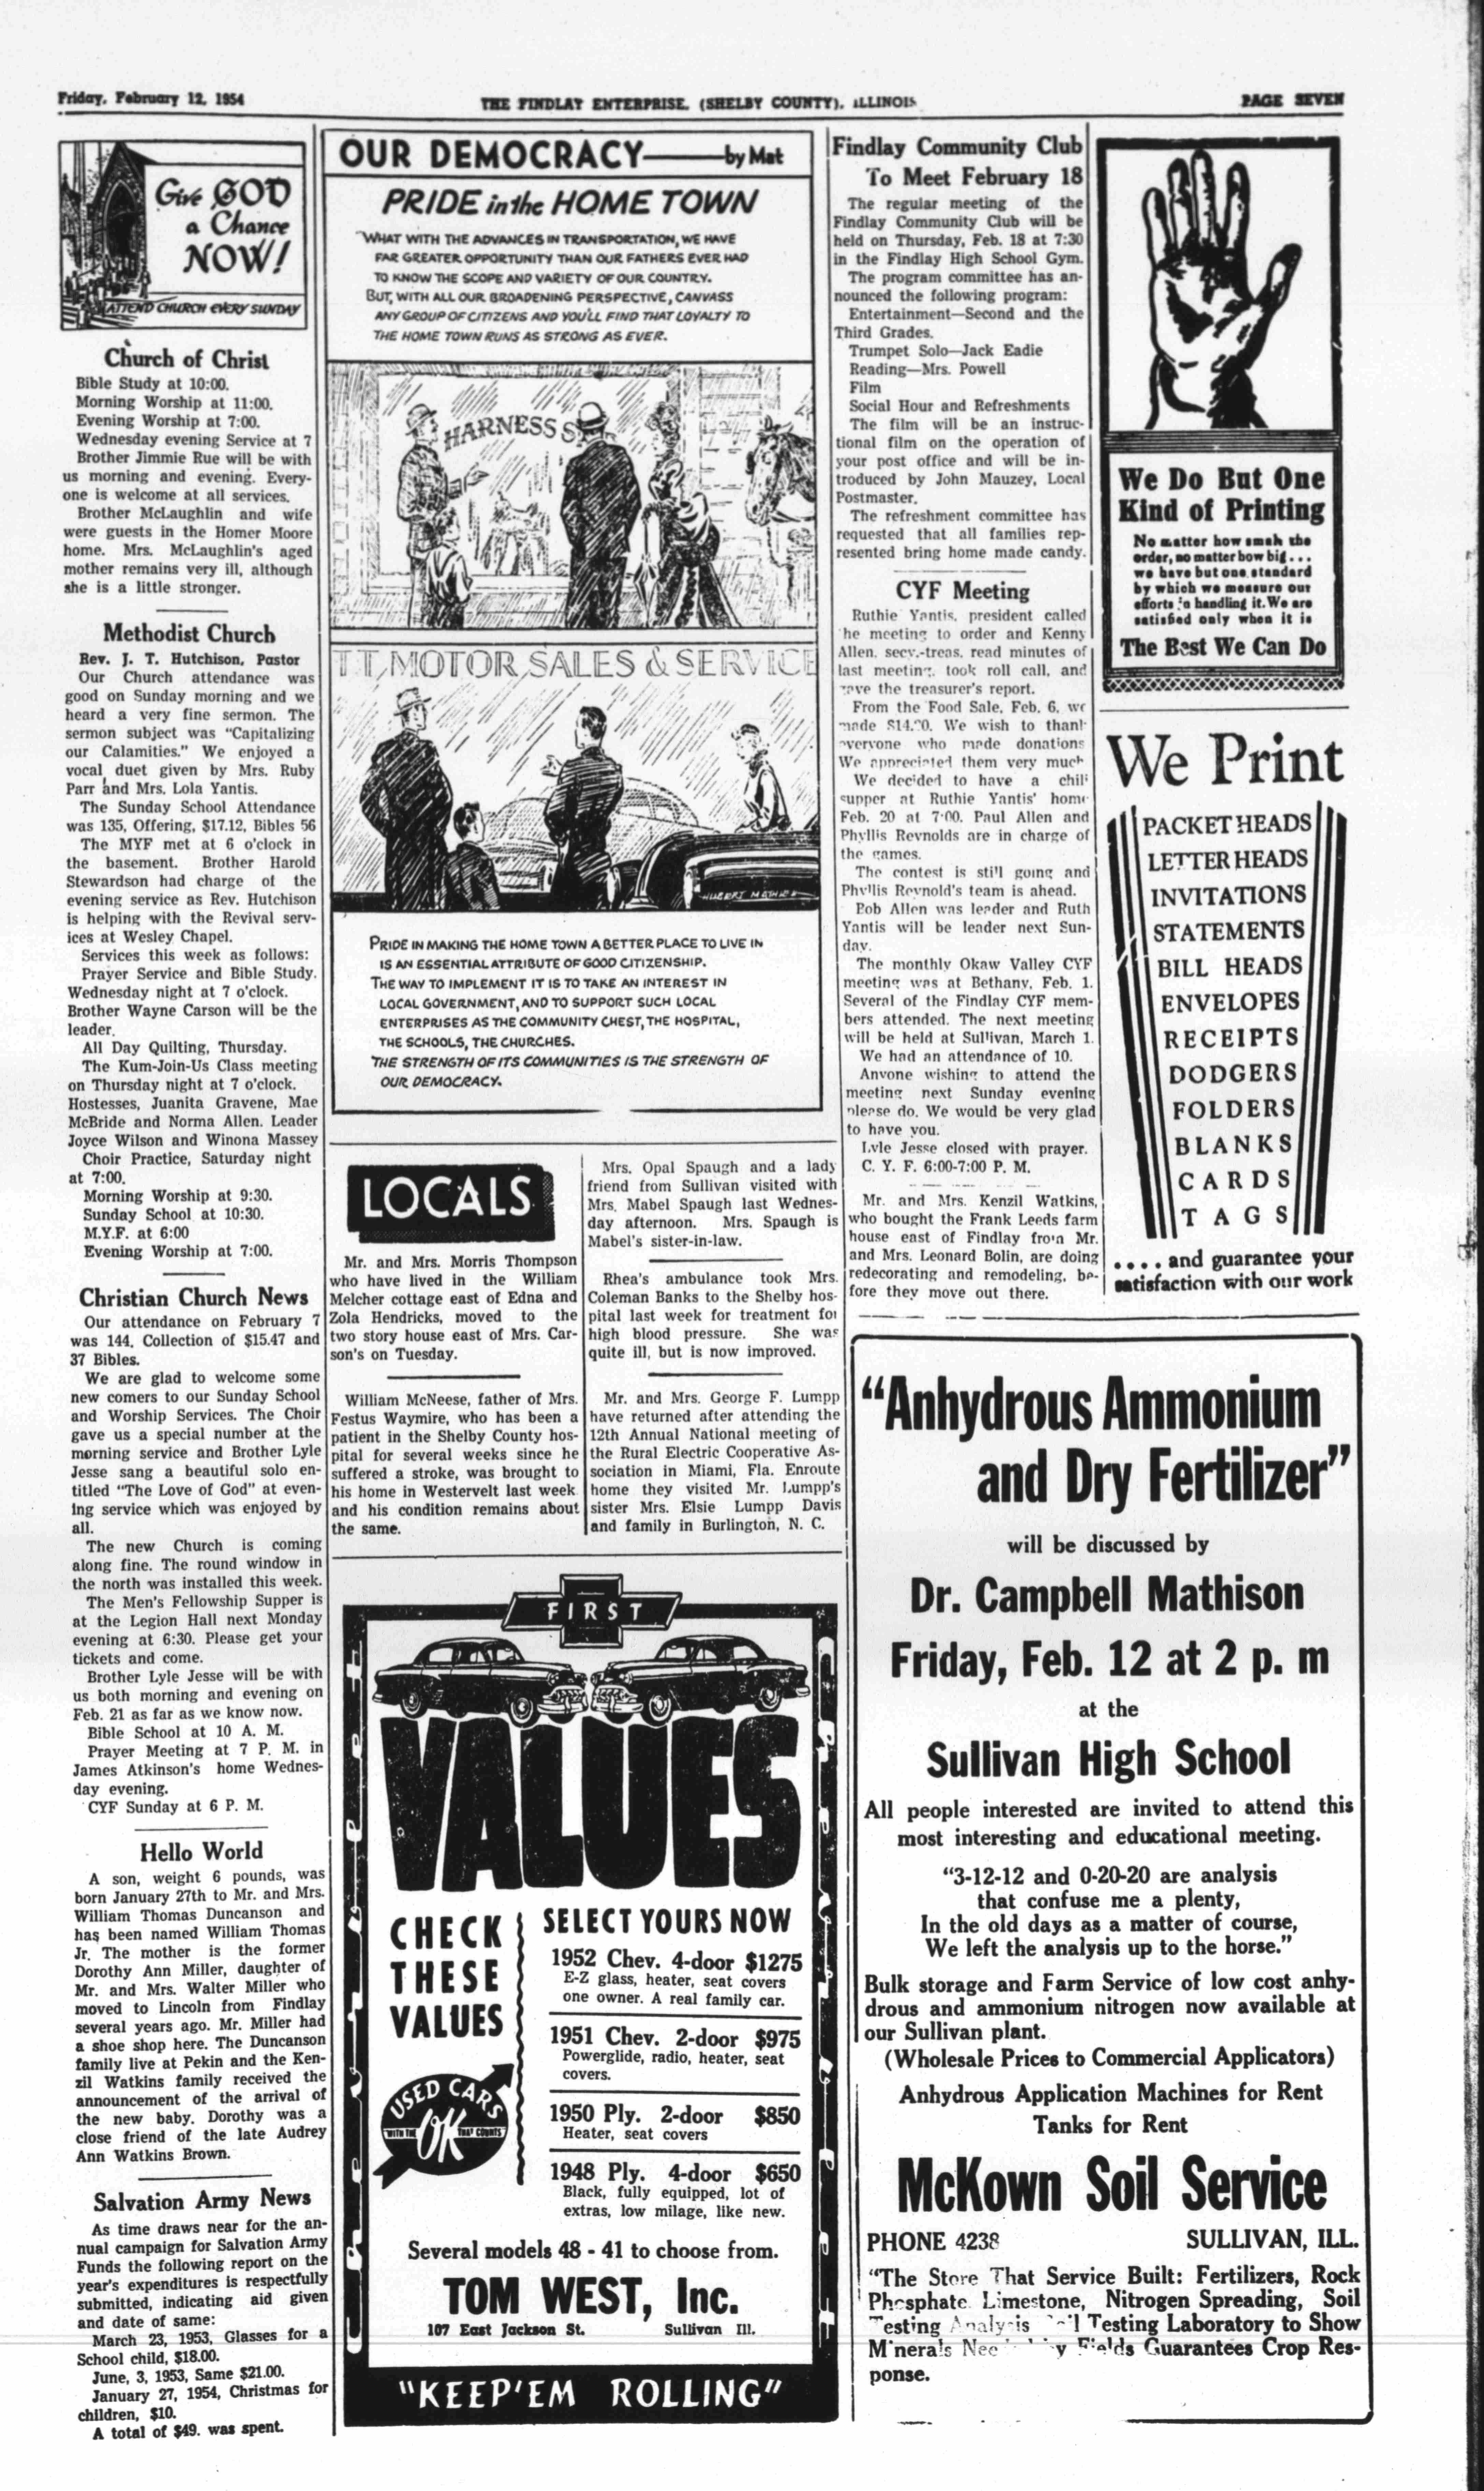 Friday, February 12, 1954
THE FINDLAY ENTERPRISE, (SHELBY COUNTY), ILLINOIS
PAGE SEVEN
Give GOD
a Chance
NOW!
ATTEND CHURCH EVERY SUNDAY
Church of Christ
Bible Study at 10:00.
Morning Worship at 11:00.
Evening Worship at 7:00.
Wednesday evening Service at 7
Brother Jimmie Rue will be with
us morning and evening. Every-
one is welcome at all services.
Brother McLaughlin and wife
were guests in the Homer Moore
home. Mrs. McLaughlin's aged
mother remains very ill, although
she is a little stronger.
Methodist Church
Rev. J. T. Hutchison, Pastor
Our Church attendance was
good on Sunday morning and we
heard a very fine sermon. The
sermon subject was "Capitalizing
our Calamities." We enjoyed a
vocal duet given by Mrs. Ruby
Parr and Mrs. Lola Yantis.
The Sunday School Attendance
was 135, Offering, $17.12, Bibles 56
The MYF met at 6 o'clock in
the basement. Brother Harold
Stewardson had charge of the
evening service as Rev. Hutchison
is helping with the Revival serv-
ices at Wesley Chapel.
Services this week as follows:
Prayer Service and Bible Study,
Wednesday night at 7 o'clock.
Brother Wayne Carson will be the
leader.
All Day Quilting, Thursday.
The Kum-Join-Us Class meeting
on Thursday night at 7 o'clock.
Hostesses, Juanita Gravene, Mae
McBride and Norma Allen. Leader
Joyce Wilson and Winona Massey
Choir Practice, Saturday night
at 7:00.
Morning Worship at 9:30.
Sunday School at 10:30.
M.Y.F. at 6:00
Evening Worship at 7:00.
Christian Church News
Our attendance on February 7
was 144. Collection of $15.47 and
37 Bibles.
We are glad to welcome some
new comers to our Sunday School
and Worship Services. The Choir
gave us a special number at the
morning service and Brother Lyle
Jesse sang a beautiful solo en-
titled "The Love of God" at even-
ing service which was enjoyed by
all.
The new Church is coming
along fine. The round window in
the north was installed this week.
The Men's Fellowship Supper is
at the Legion Hall next Monday
evening at 6:30. Please get your
tickets and come.
Brother Lyle Jesse will be with
us both morning and evening on
Feb. 21 as far as we know now.
Bible School at 10 A. M.
Prayer Meeting at 7 P. M. in
James Atkinson's home Wednes-
day evening.
CYF Sunday at 6 P. M.
Hello World
A son, weight 6 pounds, was
born January 27th to Mr. and Mrs.
William Thomas Duncanson and
has been named William Thomas
Jr. The mother is the former
Dorothy Ann Miller, daughter of
Mr. and Mrs. Walter Miller who
moved to Lincoln from Findlay
several years ago. Mr. Miller had
a shoe shop here. The Duncanson
family live at Pekin and the Ken-
zil Watkins family received the
announcement of the arrival of
the new baby. Dorothy was a
close friend of the late Audrey
Ann Watkins Brown.
Salvation Army News
As time draws near for the an-
nual campaign for Salvation Army
Funds the following report on the
year's expenditures is respectfully
submitted, indicating aid given
and date of same:
March 23, 1953, Glasses for a
School child, $18.00.
June, 3, 1953, Same $21.00.
January 27, 1954, Christmas for
children, $10.
A total of $49. was spent.
OUR DEMOCRACY——by Mat
PRIDE in the HOME TOWN
"WHAT WITH THE ADVANCES IN TRANSPORTATION, WE HAVE
FAR GREATER OPPORTUNITY THAN OUR FATHERS EVER HAD
TO KNOW THE SCOPE AND VARIETY OF OUR COUNTRY.
BUT, WITH ALL OUR BROADENING PERSPECTIVE, CANVASS
ANY GROUP OF CITIZENS AND YOU'LL FIND THAT LOYALTY TO
THE HOME TOWN RUNS AS STRONG AS EVER.
HARNESS S
TT MOTOR SALES & SERVICE
HUBERT MATHIEU
PRIDE IN MAKING THE HOME TOWN A BETTER PLACE TO LIVE IN
IS AN ESSENTIAL ATTRIBUTE OF GOOD CITIZENSHIP.
THE WAY TO IMPLEMENT IT IS TO TAKE AN INTEREST IN
LOCAL GOVERNMENT, AND TO SUPPORT SUCH LOCAL
ENTERPRISES AS THE COMMUNITY CHEST, THE HOSPITAL,
THE SCHOOLS, THE CHURCHES.
THE STRENGTH OF ITS COMMUNITIES IS THE STRENGTH OF
OUR DEMOCRACY.
LOCALS
Mr. and Mrs. Morris Thompson
who have lived in the William
Melcher cottage east of Edna and
Zola Hendricks, moved to the
two story house east of Mrs. Car-
son's on Tuesday.
William McNeese, father of Mrs.
Festus Waymire, who has been a
patient in the Shelby County hos-
pital for several weeks since he
suffered a stroke, was brought to
his home in Westervelt last week
and his condition remains about
the same.
Mrs. Opal Spaugh and a lady
friend from Sullivan visited with
Mrs. Mabel Spaugh last Wednes-
day afternoon. Mrs. Spaugh is
Mabel's sister-in-law.
Rhea's ambulance took Mrs.
Coleman Banks to the Shelby hos-
pital last week for treatment for
high blood pressure. She was
quite ill, but is now improved.
Mr. and Mrs. George F. Lumpp
have returned after attending the
12th Annual National meeting of
the Rural Electric Cooperative As-
sociation in Miami, Fla. Enroute
home they visited Mr. Lumpp's
sister Mrs. Elsie Lumpp Davis
and family in Burlington, N. C.
FIRST
VALUES
Chevrolet
Chevrolet
CHECK
THESE
VALUES
USED CARS
WITH THE OK THAT COUNTS
SELECT YOURS NOW
1952 Chev. 4-door $1275
E-Z glass, heater, seat covers
one owner. A real family car.
1951 Chev. 2-door $975
Powerglide, radio, heater, seat
covers.
1950 Ply. 2-door $850
Heater, seat covers
1948 Ply. 4-door $650
Black, fully equipped, lot of
extras, low milage, like new.
Several models 48 - 41 to choose from.
TOM WEST, Inc.
107 East Jackson St. Sullivan Ill.
"KEEP'EM ROLLING"
Findlay Community Club
To Meet February 18
The regular meeting of the
Findlay Community Club will be
held on Thursday, Feb. 18 at 7:30
in the Findlay High School Gym.
The program committee has an-
nounced the following program:
Entertainment—Second and the
Third Grades.
Trumpet Solo—Jack Eadie
Reading—Mrs. Powell
Film
Social Hour and Refreshments
The film will be an instruc-
tional film on the operation of
your post office and will be in-
troduced by John Mauzey, Local
Postmaster.
The refreshment committee has
requested that all families rep-
resented bring home made candy.
CYF Meeting
Ruthie Yantis, president called
he meeting to order and Kenny
Allen, secy.-treas. read minutes of
last meeting, took roll call, and
gave the treasurer's report.
From the Food Sale, Feb. 6, we
made We wish to thank
everyone who made donations
We appreciated them very much
We decided to have a chili
supper at Ruthie Yantis' home
Feb. 20 at 7:00. Paul Allen and
Phyllis Reynolds are in charge of
the games.
The contest is still going and
Phyllis Reynold's team is ahead.
Bob Allen was leader and Ruth
Yantis will be leader next Sun-
day.
The monthly Okaw Valley CYF
meeting was at Bethany, Feb. 1.
Several of the Findlay CYF mem-
bers attended. The next meeting
will be held at Sullivan, March 1.
We had an attendance of 10.
Anyone wishing to attend the
meeting next Sunday evening
please do. We would be very glad
to have you.
Lyle Jesse closed with prayer.
C. Y. F. 6:00-7:00 P. M.
Mr. and Mrs. Kenzil Watkins,
who bought the Frank Leeds farm
house east of Findlay from Mr.
and Mrs. Leonard Bolin, are doing
redecorating and remodeling, be-
fore they move out there.
We Do But One
Kind of Printing
No matter how small the
order, no matter how big . . .
we have but one standard
by which we measure our
efforts in handling it. We are
satisfied only when it is
The Best We Can Do
We Print
PACKET HEADS
LETTER HEADS
INVITATIONS
STATEMENTS
BILL HEADS
ENVELOPES
RECEIPTS
DODGERS
FOLDERS
BLANKS
CARDS
TAGS
. . . . and guarantee your
satisfaction with our work
"Anhydrous Ammonium
and Dry Fertilizer"
will be discussed by
Dr. Campbell Mathison
Friday, Feb. 12 at 2 p. m
at the
Sullivan High School
All people interested are invited to attend this
most interesting and educational meeting.
"3-12-12 and 0-20-20 are analysis
that confuse me a plenty,
In the old days as a matter of course,
We left the analysis up to the horse."
Bulk storage and Farm Service of low cost anhy-
drous and ammonium nitrogen now available at
our Sullivan plant.
(Wholesale Prices to Commercial Applicators)
Anhydrous Application Machines for Rent
Tanks for Rent
McKown Soil Service
PHONE 4238 SULLIVAN, ILL.
"The Store That Service Built: Fertilizers, Rock
Phosphate Limestone, Nitrogen Spreading, Soil
Testing Analysis Testing Laboratory to Show
Minerals Fields Guarantees Crop Res-
ponse.